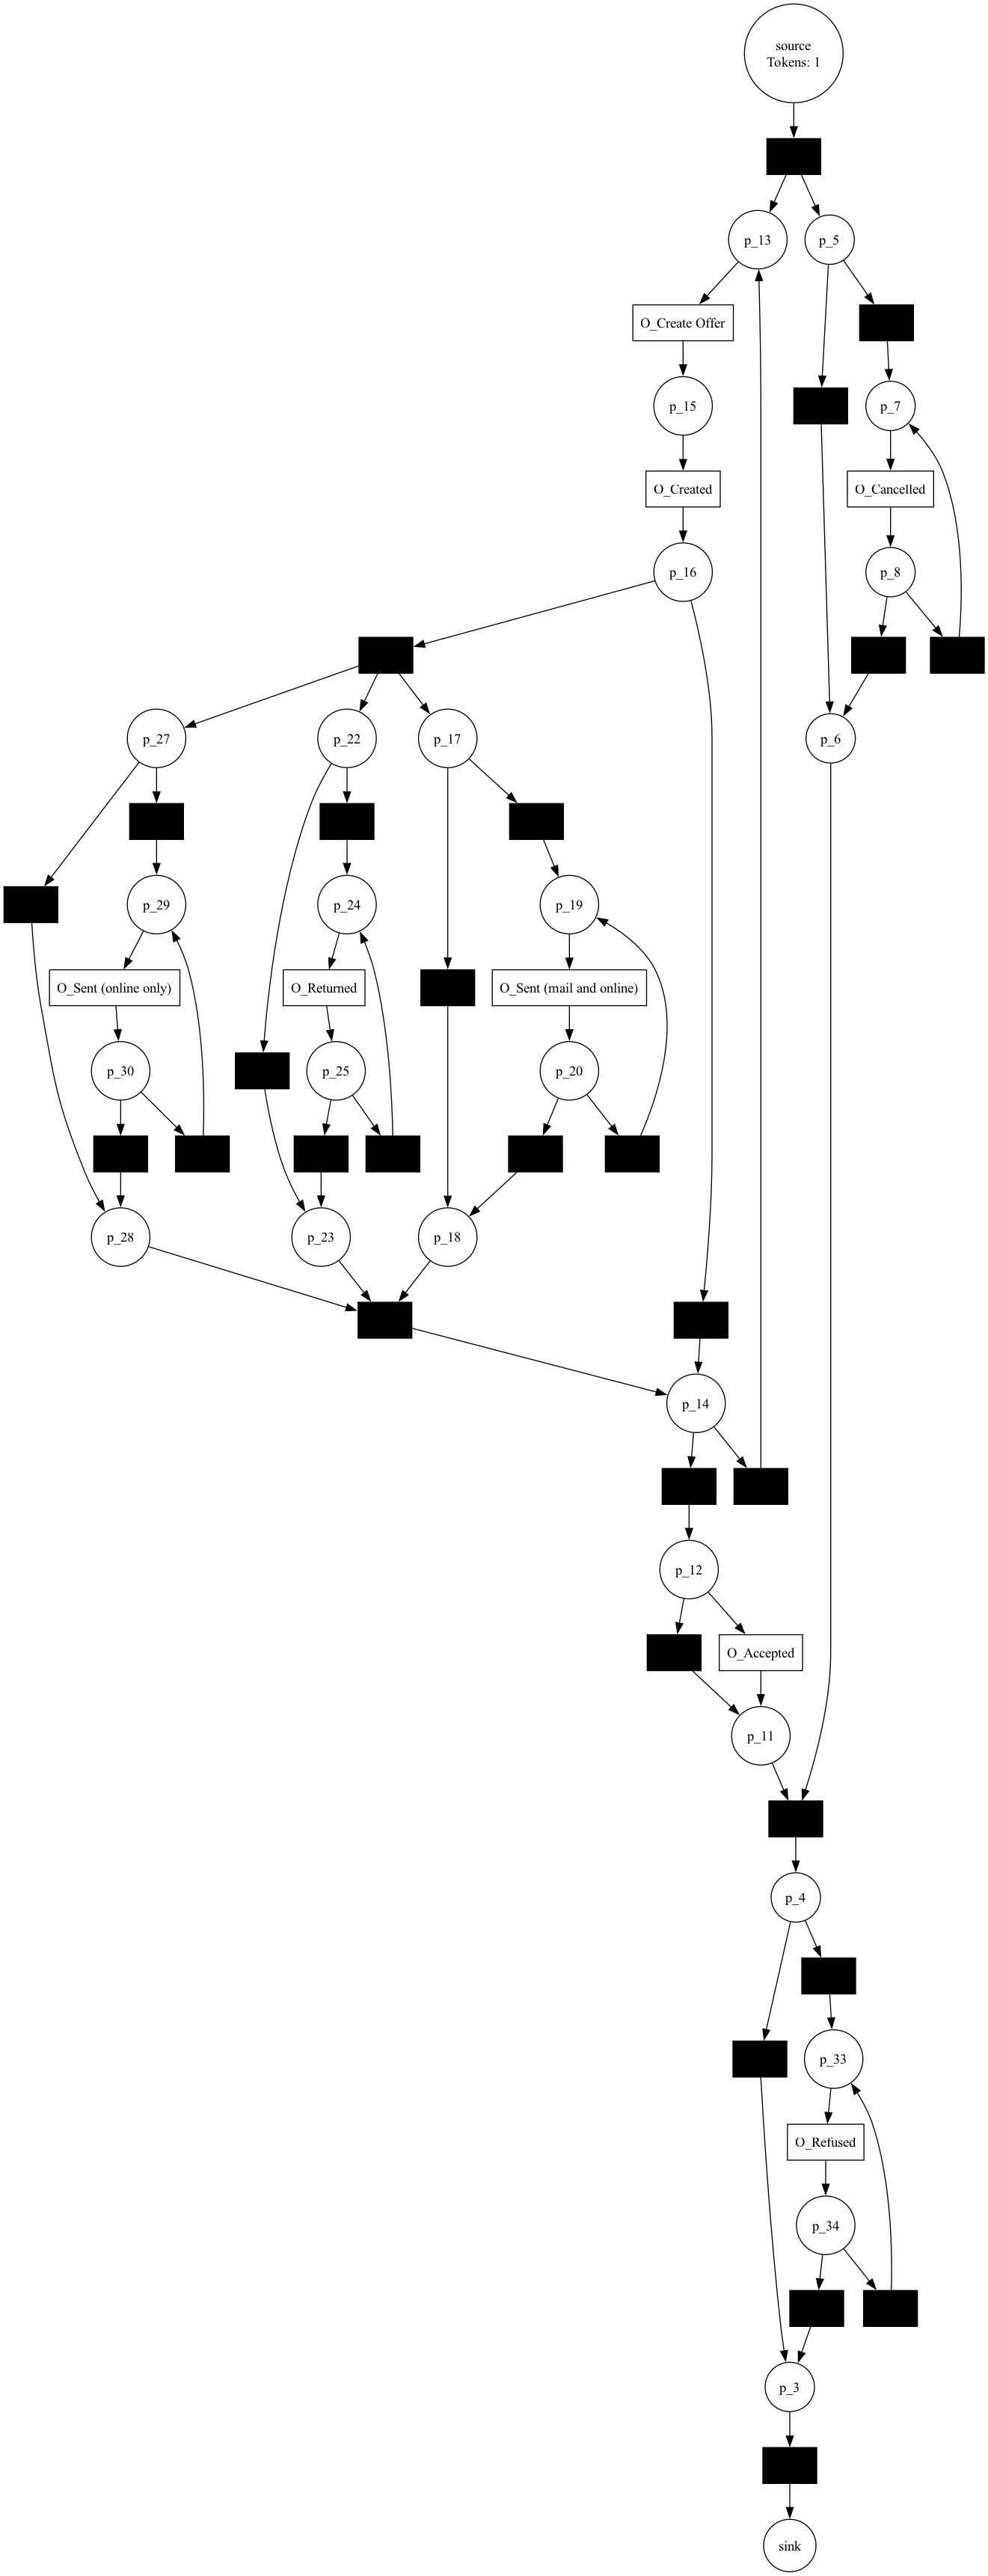 source
Tokens: 1
p_13
p_5
O_Create Offer
p_15
p_7
O_Created
O_Cancelled
p_16
p_8
p_27
p_22
p_17
p_6
p_29
p_24
p_19
O_Sent (online only)
O_Returned
O_Sent (mail and online)
p_30
p_25
p_20
p_28
p_23
p_18
p_14
p_12
O_Accepted
p_11
p_4
p_33
O_Refused
p_34
p_3
sink